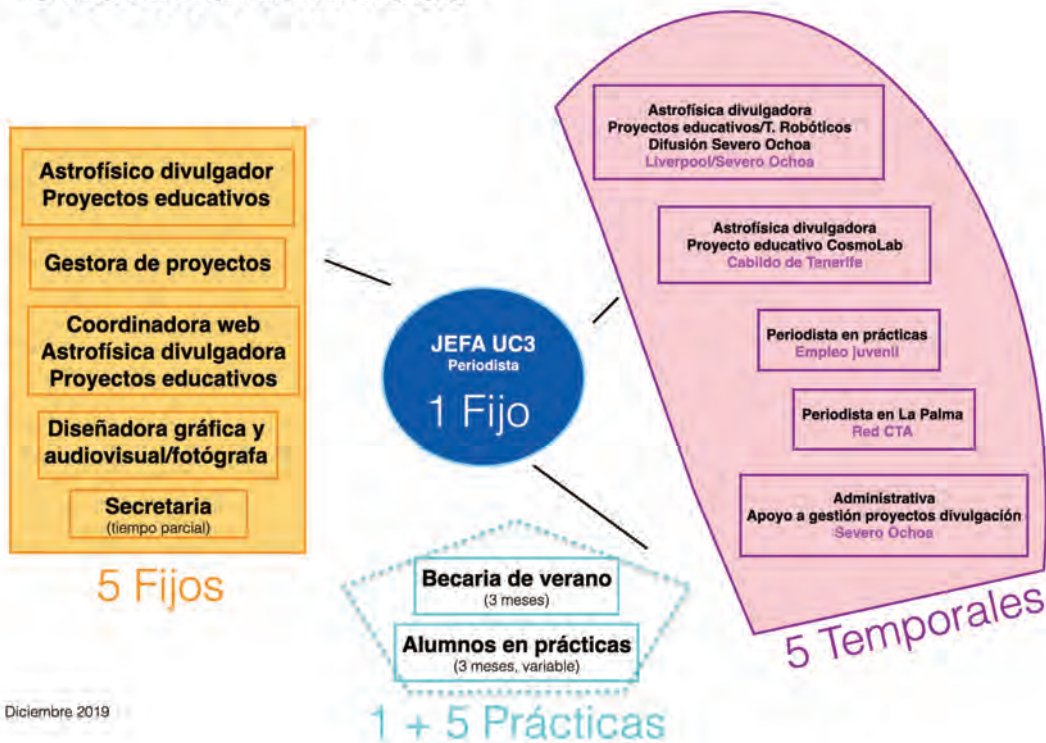 Astrofísico divulgador
Proyectos educativos
Gestora de proyectos
Coordinadora web
Astrofísica divulgadora
Proyectos educativos
Diseñadora gráfica y
audiovisual/fotógrafa
Secretaria
(tiempo parcial)
5 Fijos
JEFA UC3
Periodista
1 Fijo
Astrofísica divulgadora
Proyectos educativos/T. Robóticos
Difusión Severo Ochoa
Liverpool/Severo Ochoa
Astrofísica divulgadora
Proyecto educativo CosmoLab
Cabildo de Tenerife
Periodista en prácticas
Empleo juvenil
Periodista en La Palma
Red CTA
Administrativa
Apoyo a gestión proyectos divulgación
Severo Ochoa
5 Temporales
Becaria de verano
(3 meses)
Alumnos en prácticas
(3 meses, variable)
1 + 5 Prácticas
Diciembre 2019